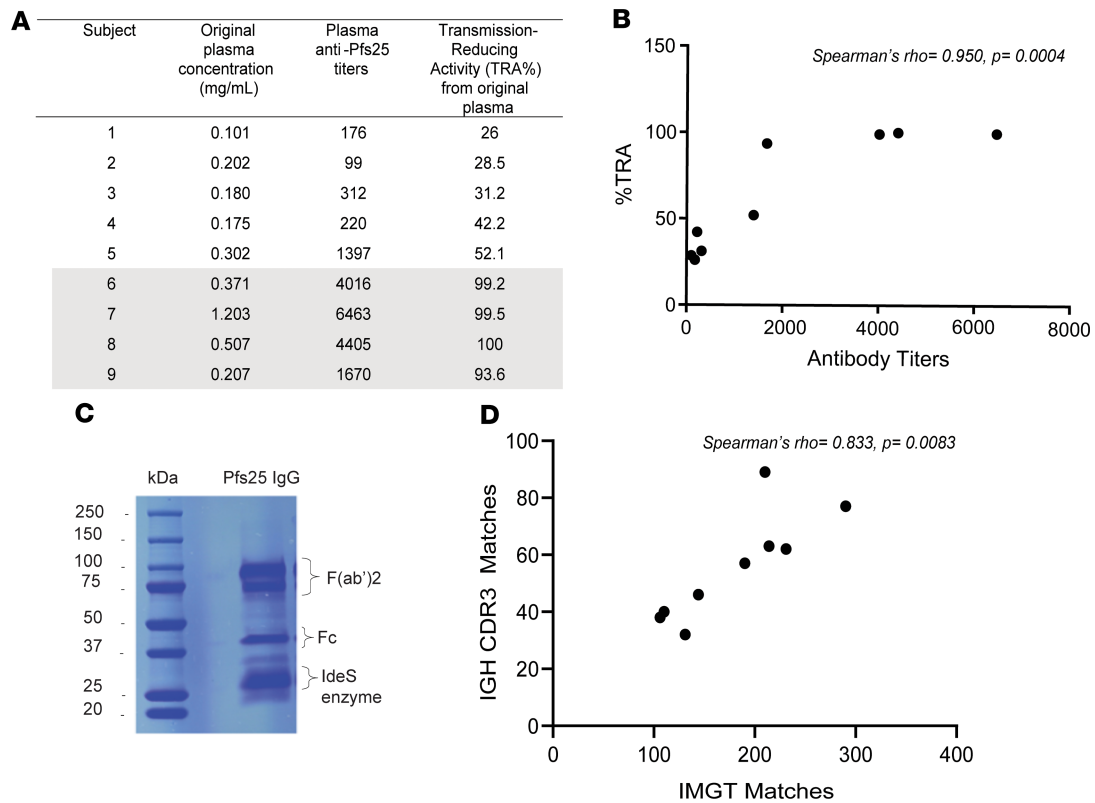 A
Subject Original Plasma Transmission-
plasma anti-Pfs25 Reducing
concentration titers Activity (TRA%)
(mg/mL) from original
plasma
1 0.101 176 26
2 0.202 99 28.5
3 0.180 312 31.2
4 0.175 220 42.2
5 0.302 1397 52.1
6 0.371 4016 99.2
7 1.203 6463 99.5
8 0.507 4405 100
9 0.207 1670 93.6
B
Spearman's rho= 0.950, p= 0.0004
150
100
50
0
%TRA
0 2000 4000 6000 8000
Antibody Titers
C
kDa Pfs25 IgG
250 -
150 -
100 -
75 -
50 -
37 -
25 -
20 -
F(ab')2
Fc
IdeS
enzyme
D
Spearman's rho= 0.833, p= 0.0083
100
80
60
40
20
0
IGH CDR3 Matches
0 100 200 300 400
IMGT Matches